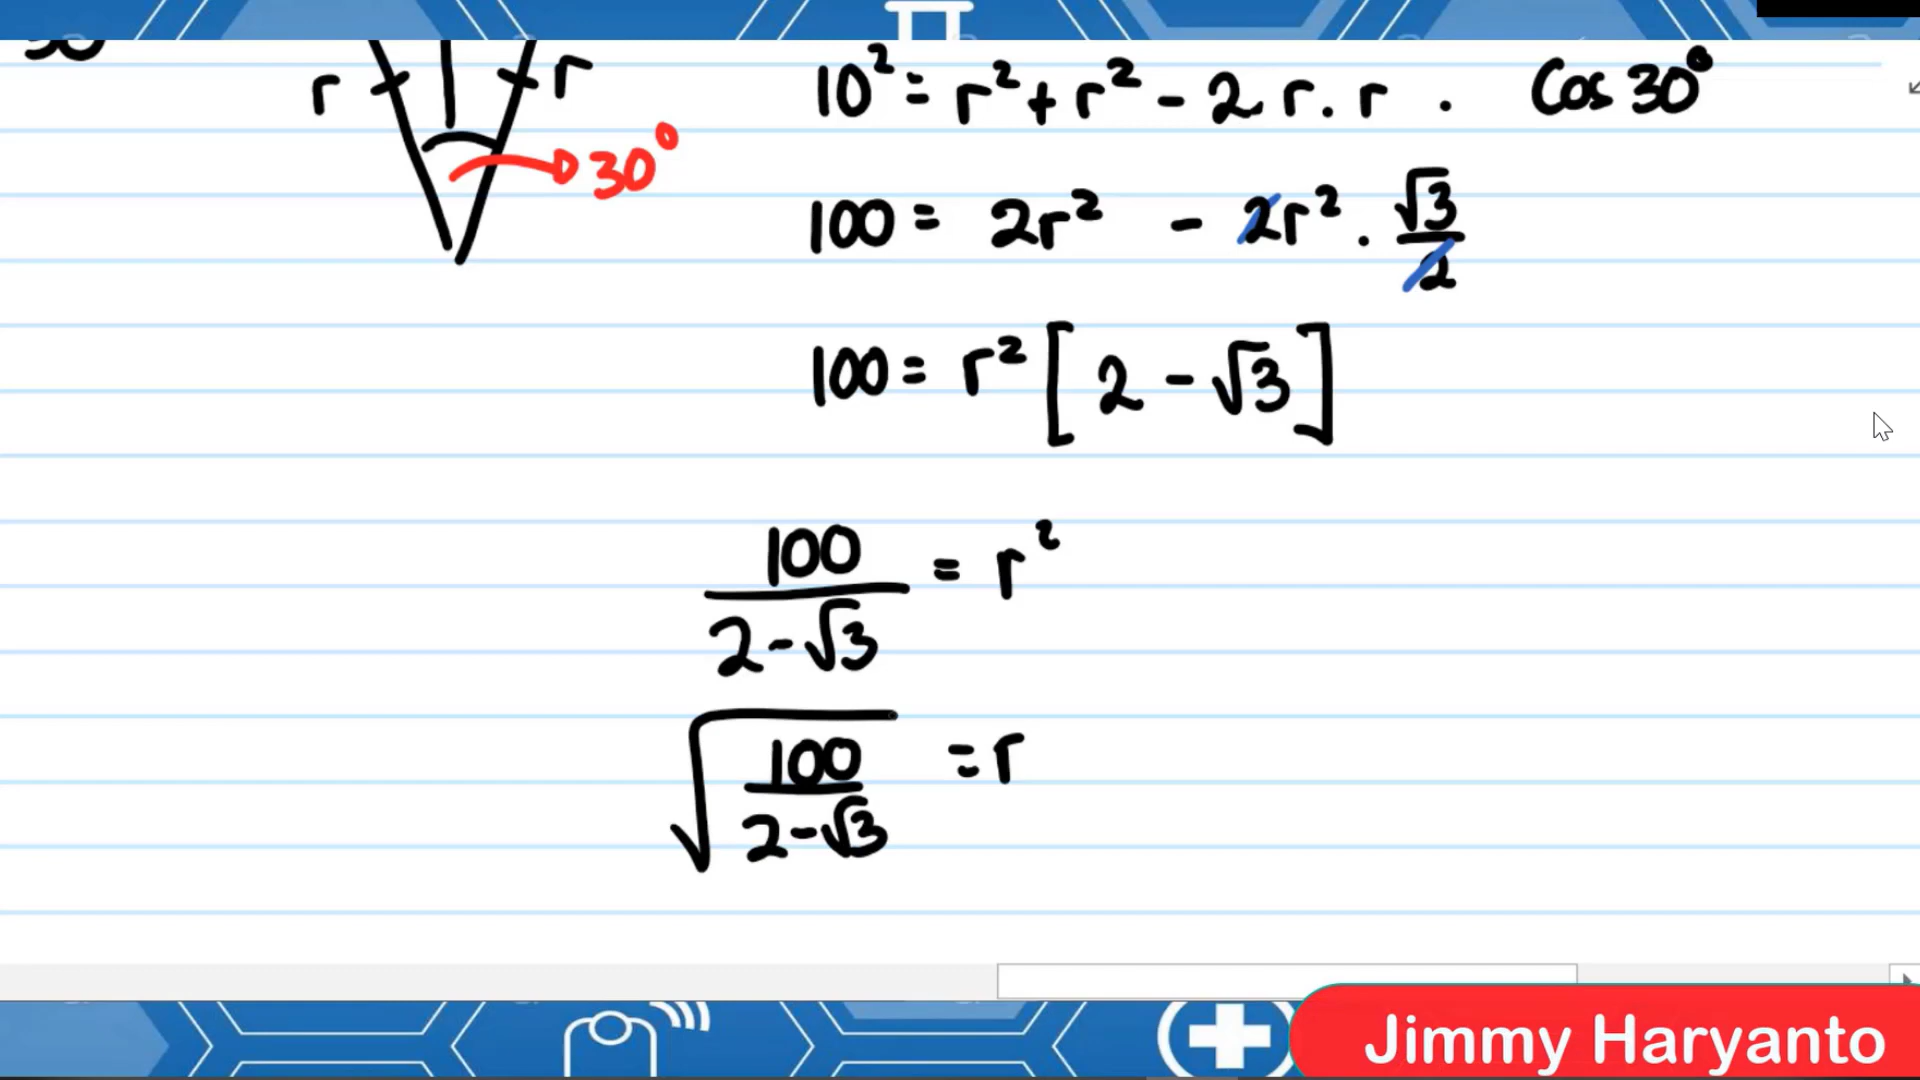 r r
30°
10² = r² + r² - 2 r . r . Cos 30°
100 = 2r² - 2r² . √3/2
100 = r² [ 2 - √3 ]
100/(2-√3) = r²
√(100/(2-√3)) = r
Jimmy Haryanto